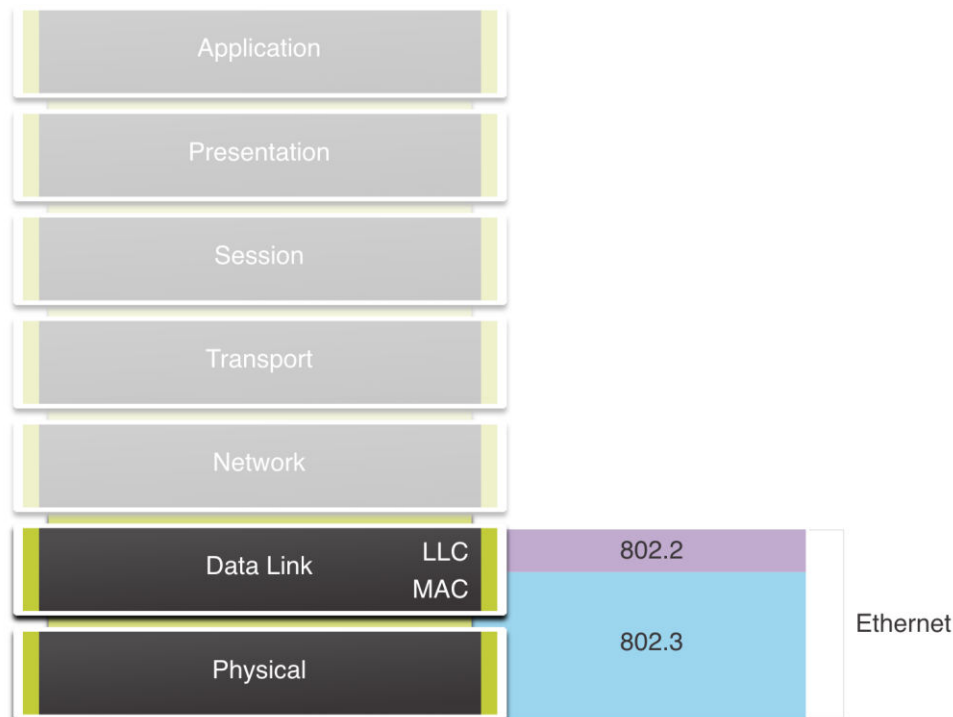 Application
Presentation
Session
Transport
Network
Data Link
LLC
MAC
802.2
802.3
Ethernet
Physical